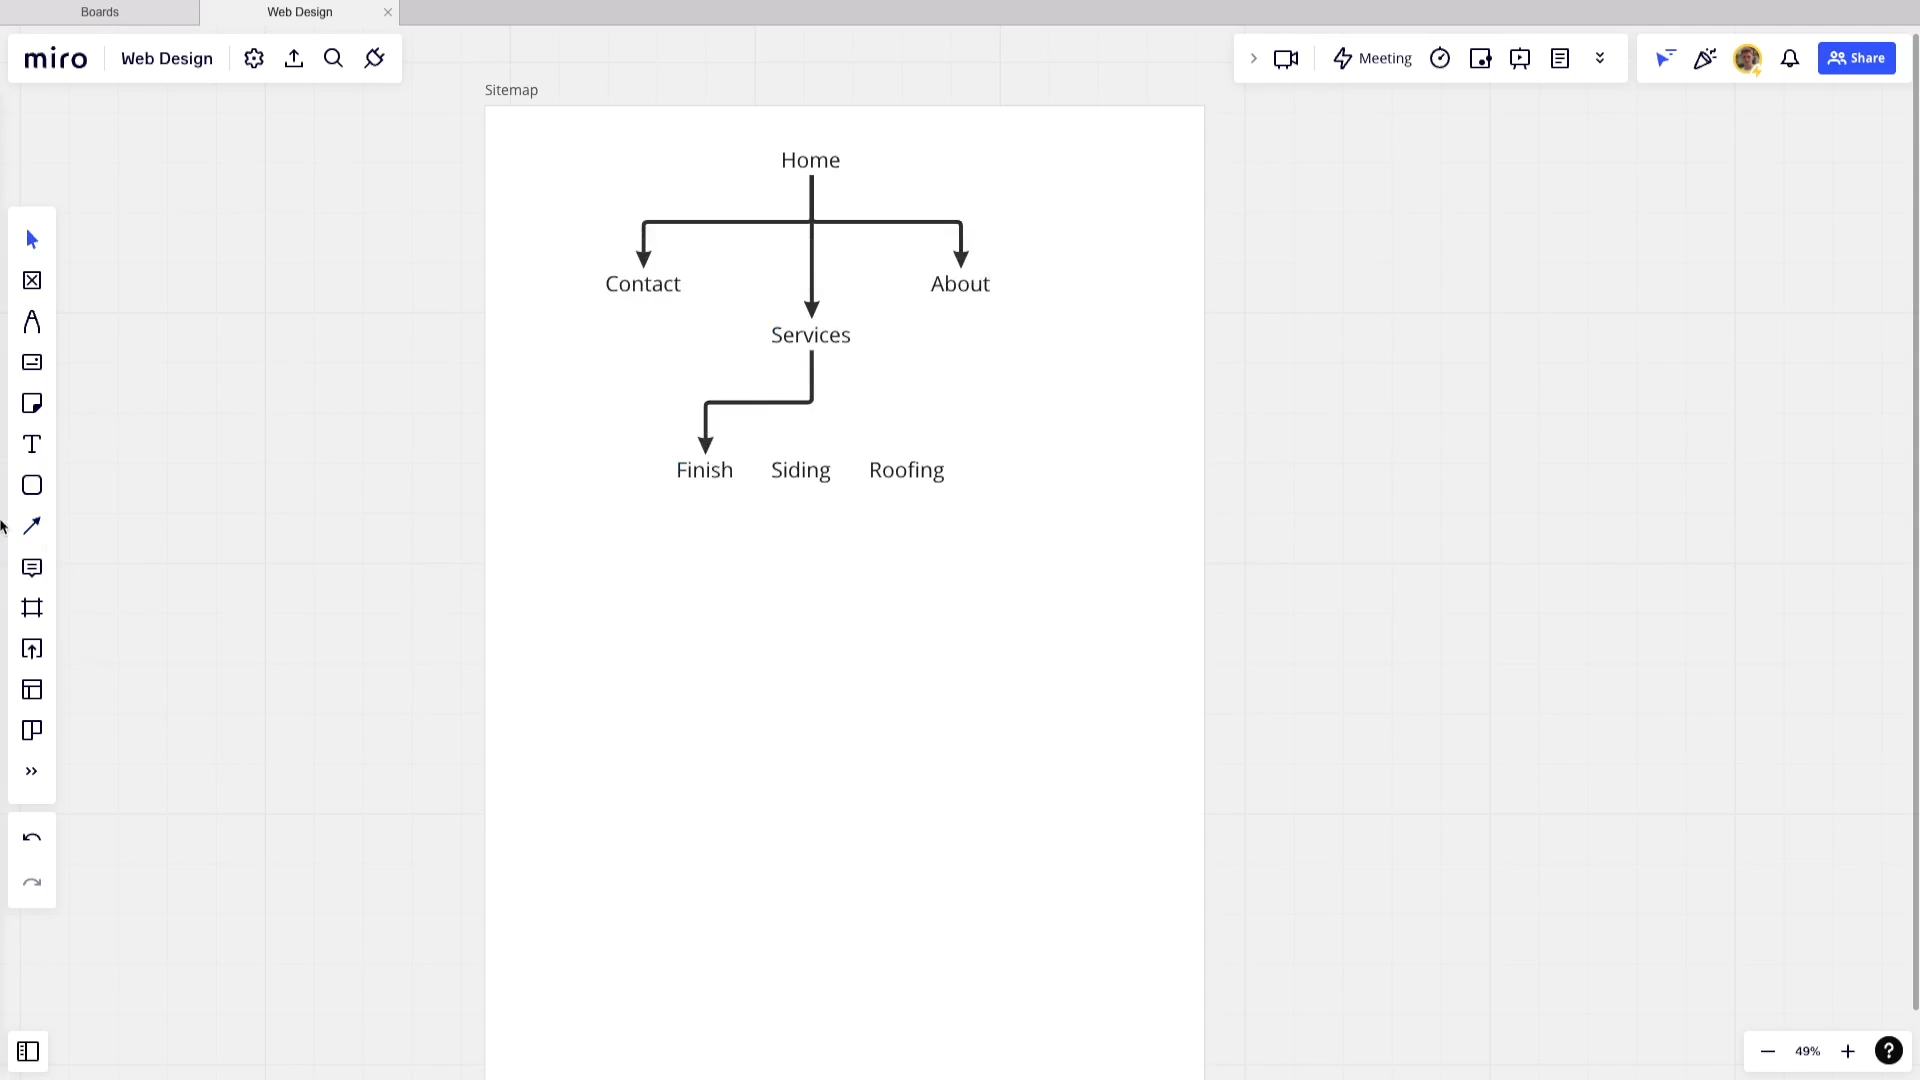 Boards
Web Design
miro
Web Design
Meeting
Share
Sitemap
Home
Contact
About
Services
Finish
Siding
Roofing
49%
?